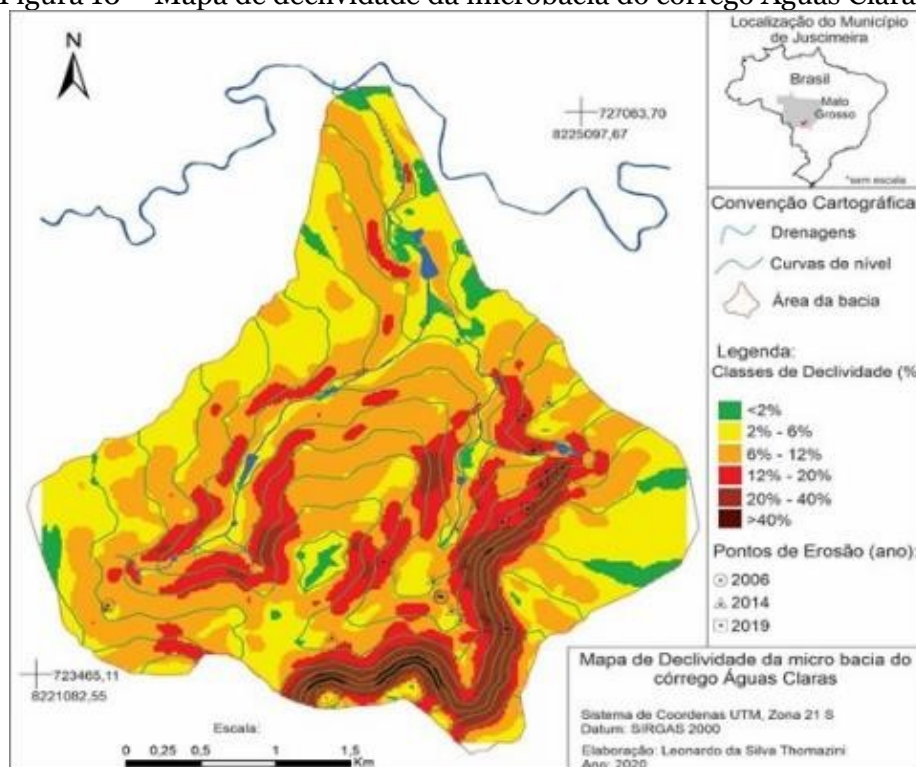 Figura 18 – Mapa de declividade da microbacia do córrego Águas Claras
N
727063,70
8225097,67
723465,11
8221082,55
Escala:
0 0,25 0,5 1 1,5
Km
Localização do Município
de Juscimeira
Brasil
Mato
Grosso
*sem escala
Convenção Cartográfica
Drenagens
Curvas de nível
Área da bacia
Legenda:
Classes de Declividade (%
<2%
2% - 6%
6% - 12%
12% - 20%
20% - 40%
>40%
Pontos de Erosão (ano):
2006
2014
2019
Mapa de Declividade da micro bacia do
córrego Águas Claras
Sistema de Coordenas UTM, Zona 21 S
Datum: SIRGAS 2000
Elaboração: Leonardo da Silva Thomazini
Ano: 2020